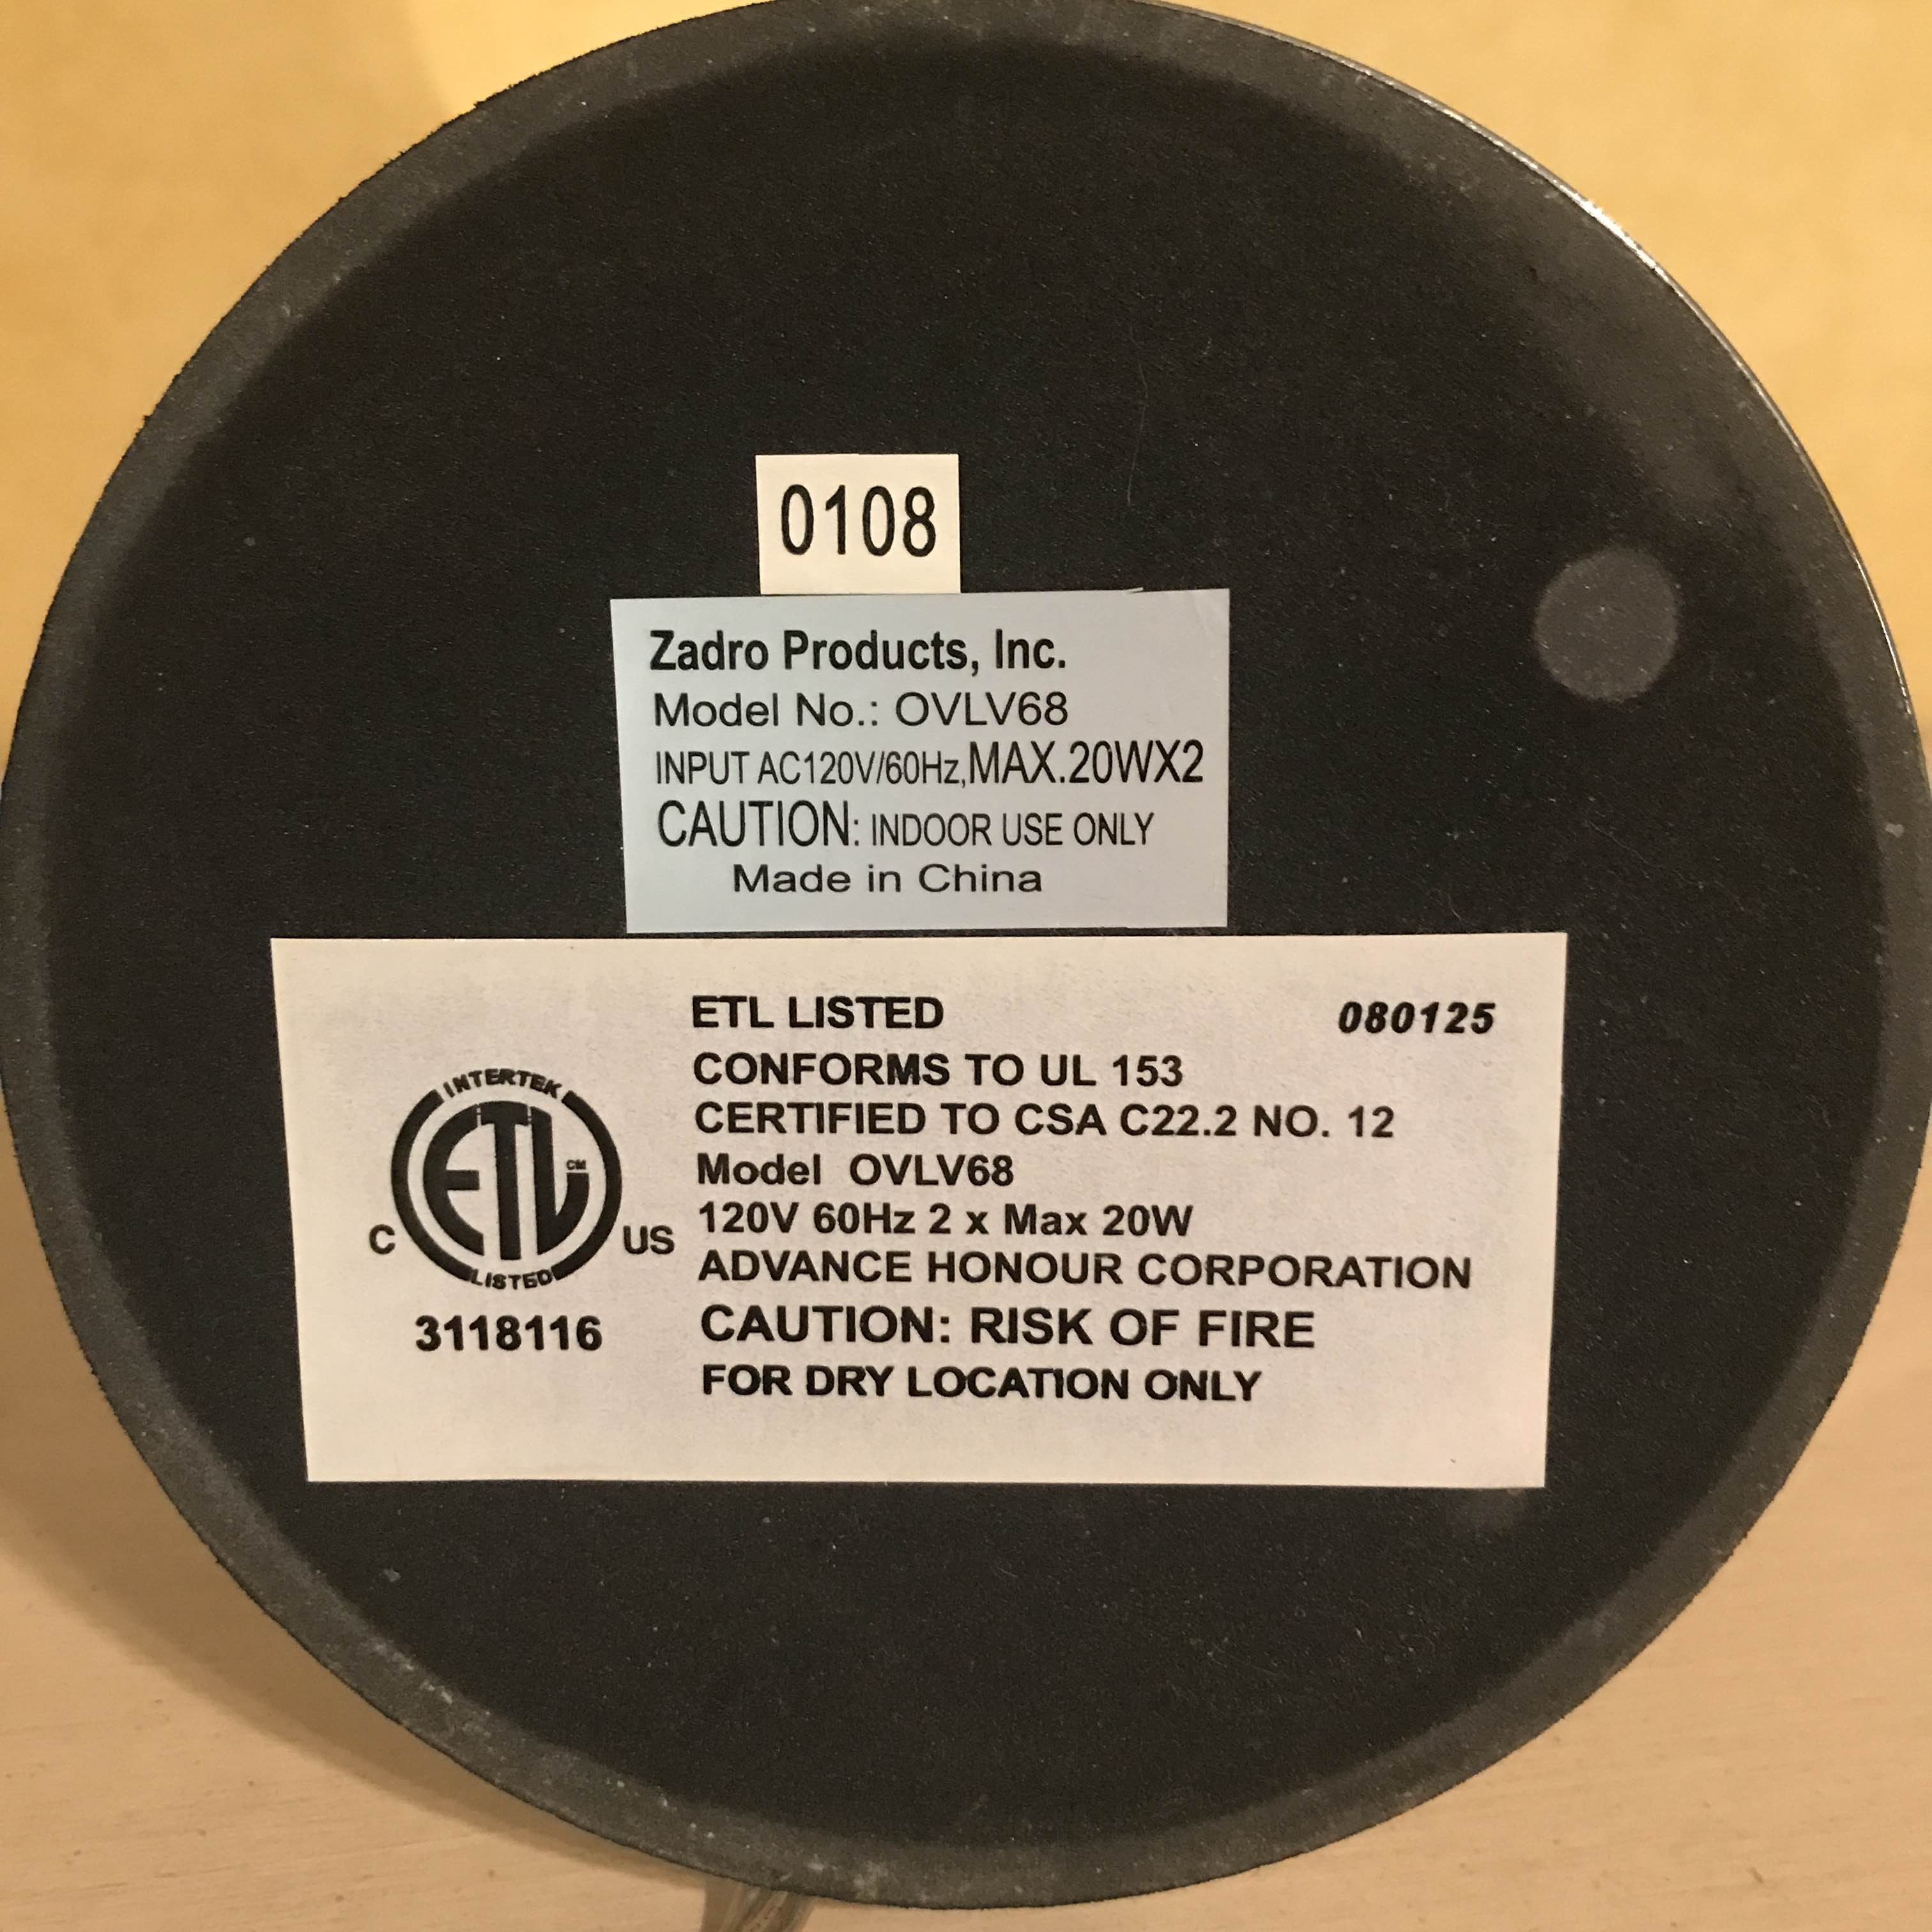 0108
Zadro Products, Inc.
Model No.: OVLV68
INPUT AC120V/60Hz,MAX.20WX2
CAUTION: INDOOR USE ONLY
Made in China
ETL LISTED 080125
CONFORMS TO UL 153
CERTIFIED TO CSA C22.2 NO. 12
Model OVLV68
120V 60Hz 2 x Max 20W
ADVANCE HONOUR CORPORATION
CAUTION: RISK OF FIRE
FOR DRY LOCATION ONLY
INTERTEK
ETL CM
C US
LISTED
3118116